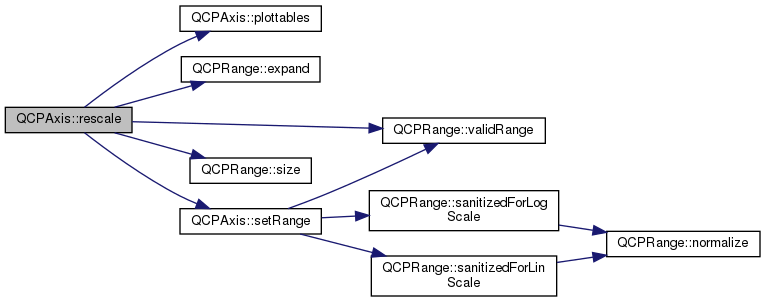 QCPAxis::plottables
QCPRange::expand
QCPAxis::rescale
QCPRange::validRange
QCPRange::size
QCPAxis::setRange
QCPRange::sanitizedForLog
Scale
QCPRange::normalize
QCPRange::sanitizedForLin
Scale